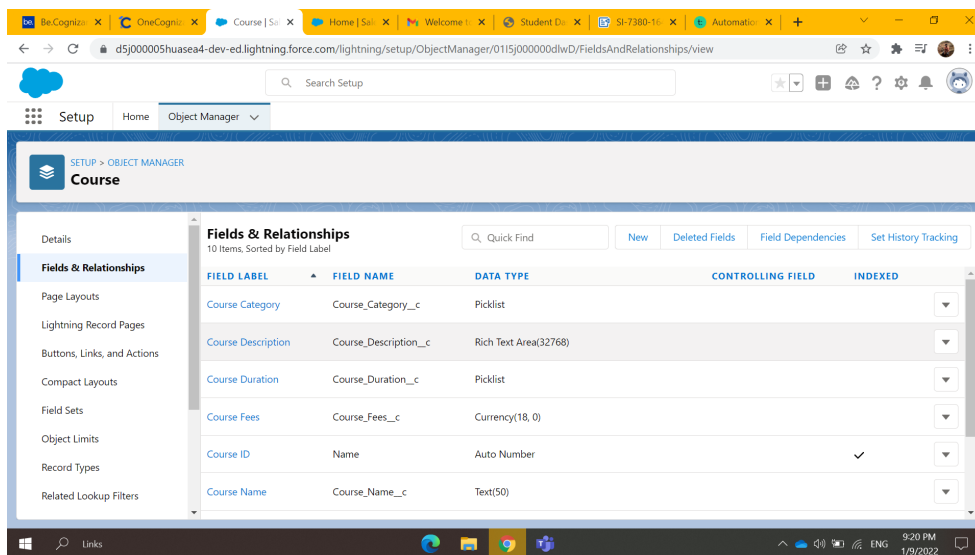 be. Be.Cognizan
OneCogniz
Course | Sal
Home | Sale
Welcome to
Student Da
SI-7380-16
Automation
d5j000005huasea4-dev-ed.lightning.force.com/lightning/setup/ObjectManager/01I5j000000dlwD/FieldsAndRelationships/view
Search Setup
Setup Home Object Manager
SETUP > OBJECT MANAGER
Course
Details
Fields & Relationships
Page Layouts
Lightning Record Pages
Buttons, Links, and Actions
Compact Layouts
Field Sets
Object Limits
Record Types
Related Lookup Filters
Fields & Relationships
10 Items, Sorted by Field Label
Quick Find
New Deleted Fields Field Dependencies Set History Tracking
FIELD LABEL FIELD NAME DATA TYPE CONTROLLING FIELD INDEXED
Course Category Course_Category__c Picklist
Course Description Course_Description__c Rich Text Area(32768)
Course Duration Course_Duration__c Picklist
Course Fees Course_Fees__c Currency(18, 0)
Course ID Name Auto Number
Course Name Course_Name__c Text(50)
Links
ENG
9:20 PM
1/9/2022